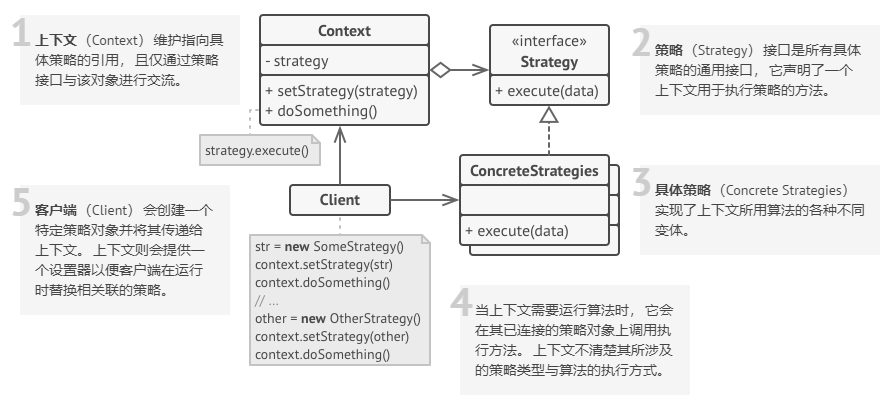 1
上下文（Context）维护指向具
体策略的引用，且仅通过策略
接口与该对象进行交流。
Context
- strategy
+ setStrategy(strategy)
+ doSomething()
strategy.execute()
«interface»
Strategy
+ execute(data)
2
策略（Strategy）接口是所有具体
策略的通用接口，它声明了一个
上下文用于执行策略的方法。
ConcreteStrategies
+ execute(data)
3
具体策略（Concrete Strategies）
实现了上下文所用算法的各种不同
变体。
Client
str = new SomeStrategy()
context.setStrategy(str)
context.doSomething()
// ...
other = new OtherStrategy()
context.setStrategy(other)
context.doSomething()
4
当上下文需要运行算法时，它会
在其已连接的策略对象上调用执
行方法。上下文不清楚其所涉及
的策略类型与算法的执行方式。
5
客户端（Client）会创建一个
特定策略对象并将其传递给
上下文。上下文则会提供一
个设置器以便客户端在运行
时替换相关联的策略。